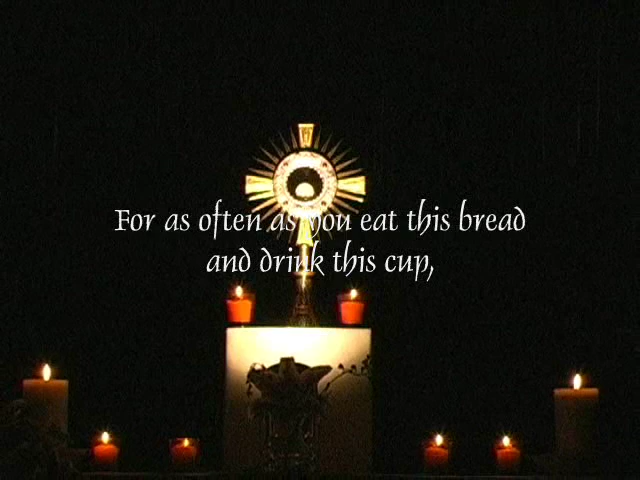 For as often as you eat this bread
and drink this cup,